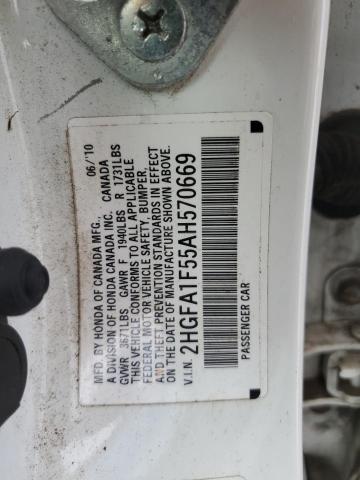 MFD. BY HONDA OF CANADA MFG.,
A DIVISION OF HONDA CANADA INC. CANADA 06/'10
GVWR 3671LBS GAWR F 1940LBS R 1731LBS
THIS VEHICLE CONFORMS TO ALL APPLICABLE
FEDERAL MOTOR VEHICLE SAFETY, BUMPER,
AND THEFT PREVENTION STANDARDS IN EFFECT
ON THE DATE OF MANUFACTURE SHOWN ABOVE.
V.I.N. 2HGFA1F55AH570669
PASSENGER CAR